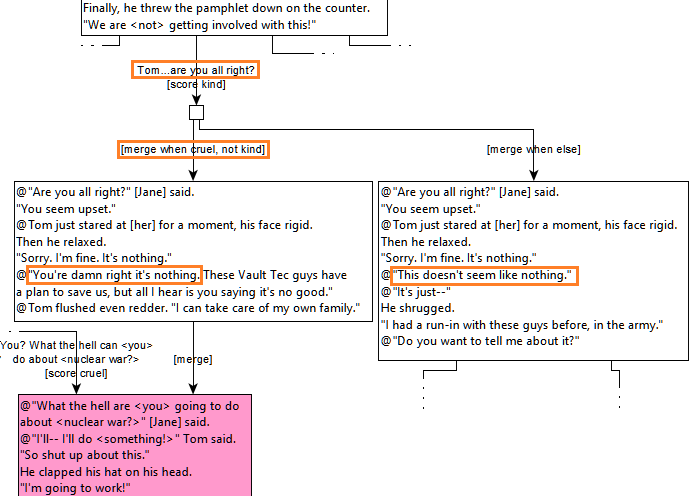 Finally, he threw the pamphlet down on the counter.
"We are <not> getting involved with this!"
Tom...are you all right?
[score kind]
[merge when cruel, not kind]
[merge when else]
@"Are you all right?" [Jane] said.
"You seem upset."
@Tom just stared at [her] for a moment, his face rigid.
Then he relaxed.
"Sorry. I'm fine. It's nothing."
@"You're damn right it's nothing. These Vault Tec guys have
a plan to save us, but all I hear is you saying it's no good."
@Tom flushed even redder. "I can take care of my own family."
@"Are you all right?" [Jane] said.
"You seem upset."
@Tom just stared at [her] for a moment, his face rigid.
Then he relaxed.
"Sorry. I'm fine. It's nothing."
@"This doesn't seem like nothing."
@"It's just--"
He shrugged.
"I had a run-in with these guys before, in the army."
@"Do you want to tell me about it?"
You? What the hell can <you>
do about <nuclear war?>
[score cruel]
[merge]
@"What the hell are <you> going to do
about <nuclear war?>" [Jane] said.
@"I'll-- I'll do <something!>" Tom said.
"So shut up about this."
He clapped his hat on his head.
"I'm going to work!"